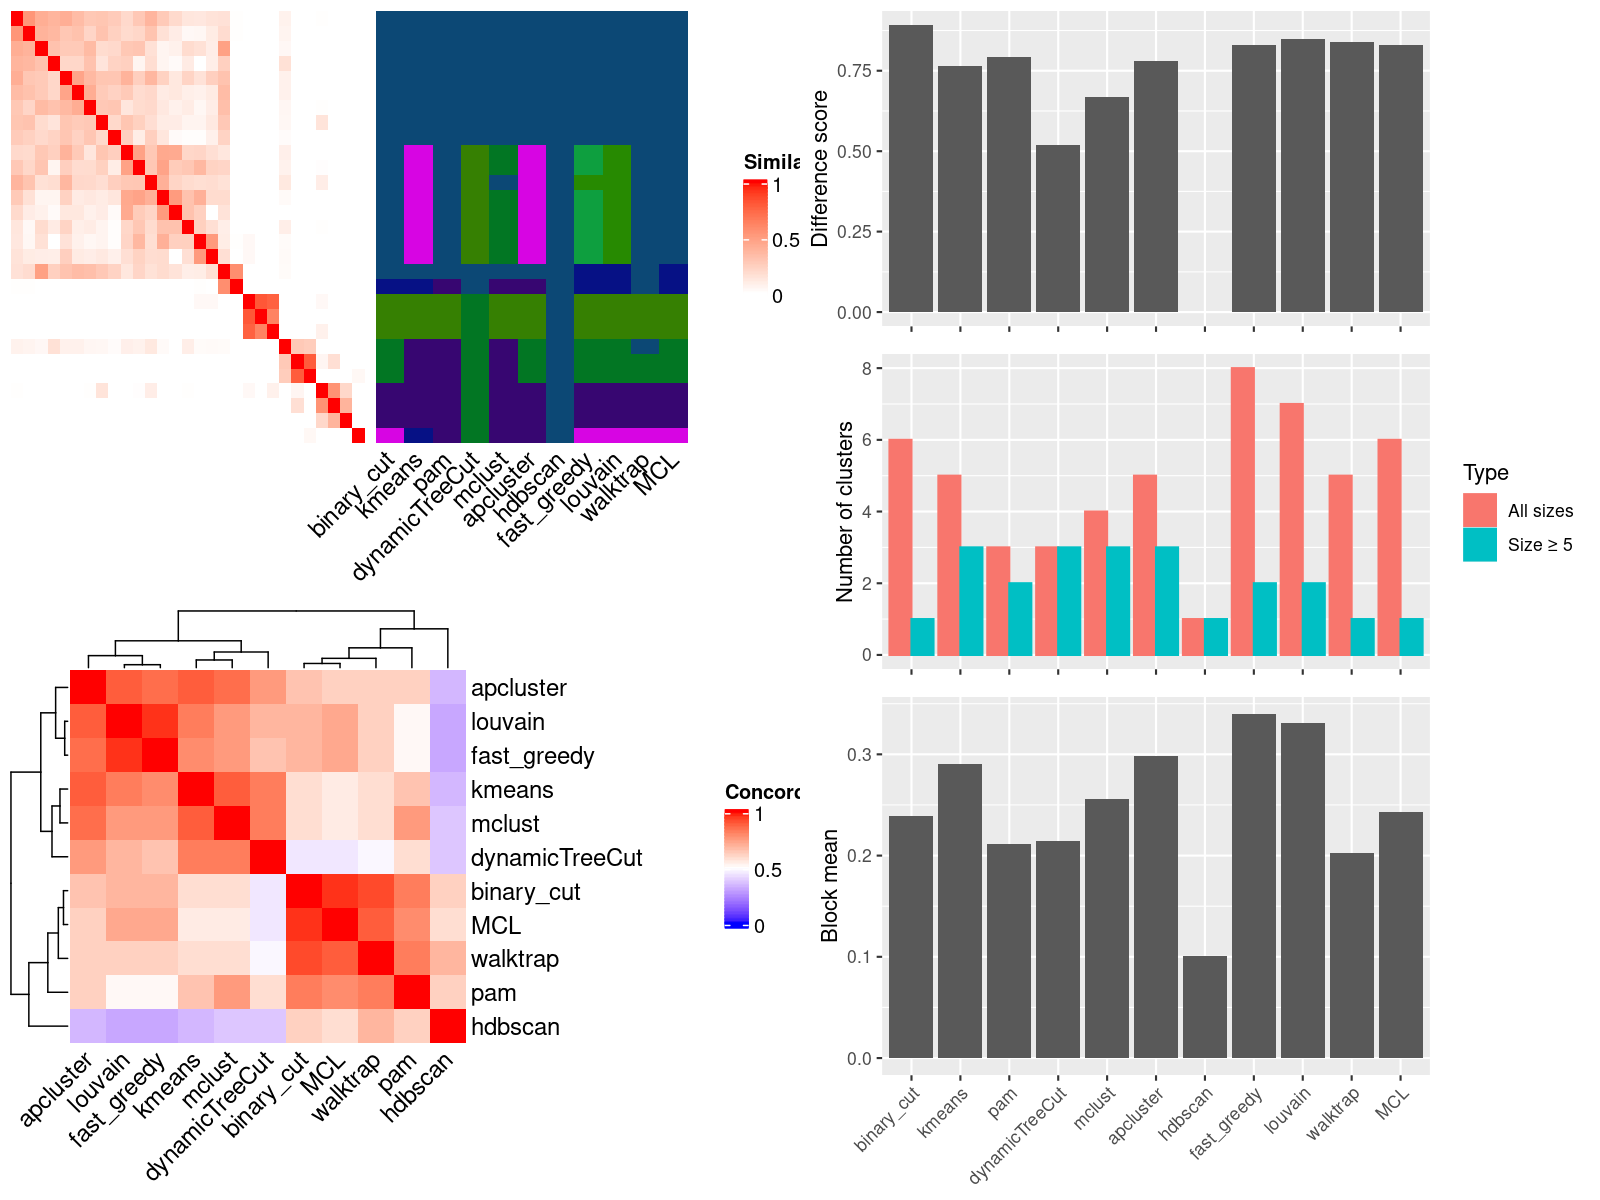 Simila
1
0.5
0
binary_cut
kmeans
pam
dynamicTreeCut
mclust
apcluster
hdbscan
fast_greedy
louvain
walktrap
MCL
apcluster
louvain
fast_greedy
kmeans
mclust
dynamicTreeCut
binary_cut
MCL
walktrap
pam
hdbscan
Concord
1
0.5
0
apcluster
louvain
fast_greedy
kmeans
mclust
dynamicTreeCut
binary_cut
MCL
walktrap
pam
hdbscan
Difference score
0.75
0.50
0.25
0.00
Number of clusters
8
6
4
2
0
Type
All sizes
Size ≥ 5
Block mean
0.3
0.2
0.1
0.0
binary_cut
kmeans
pam
dynamicTreeCut
mclust
apcluster
hdbscan
fast_greedy
louvain
walktrap
MCL